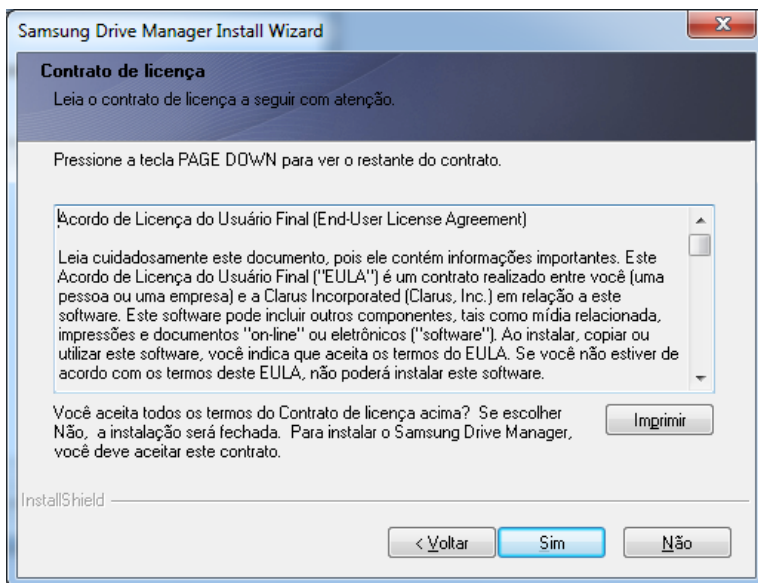 Samsung Drive Manager Install Wizard
Contrato de licença
Leia o contrato de licença a seguir com atenção.
Pressione a tecla PAGE DOWN para ver o restante do contrato.
Acordo de Licença do Usuário Final (End-User License Agreement)
Leia cuidadosamente este documento, pois ele contém informações importantes. Este
Acordo de Licença do Usuário Final ("EULA") é um contrato realizado entre você (uma
pessoa ou uma empresa) e a Clarus Incorporated (Clarus, Inc.) em relação a este
software. Este software pode incluir outros componentes, tais como mídia relacionada,
impressões e documentos "on-line" ou eletrônicos ("software"). Ao instalar, copiar ou
utilizar este software, você indica que aceita os termos do EULA. Se você não estiver de
acordo com os termos deste EULA, não poderá instalar este software.
Você aceita todos os termos do Contrato de licença acima? Se escolher
Não, a instalação será fechada. Para instalar o Samsung Drive Manager,
você deve aceitar este contrato.
Imprimir
InstallShield
< Voltar
Sim
Não